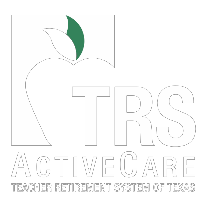 TRS
ACTIVECARE
TEACHER RETIREMENT SYSTEM OF TEXAS